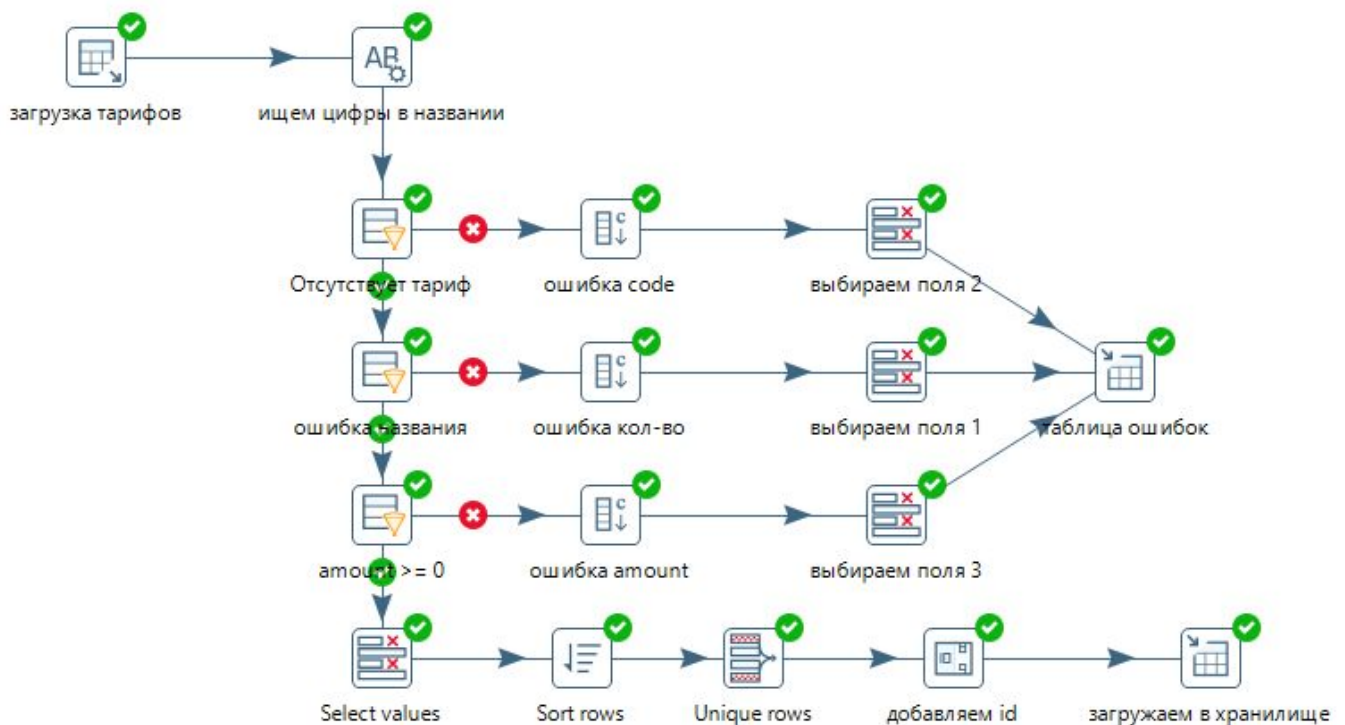 загрузка тарифов
ищем цифры в названии
Отсутствует тариф
ошибка code
выбираем поля 2
ошибка названия
ошибка кол-во
выбираем поля 1
таблица ошибок
amount >= 0
ошибка amount
выбираем поля 3
Select values
Sort rows
Unique rows
добавляем id
загружаем в хранилище